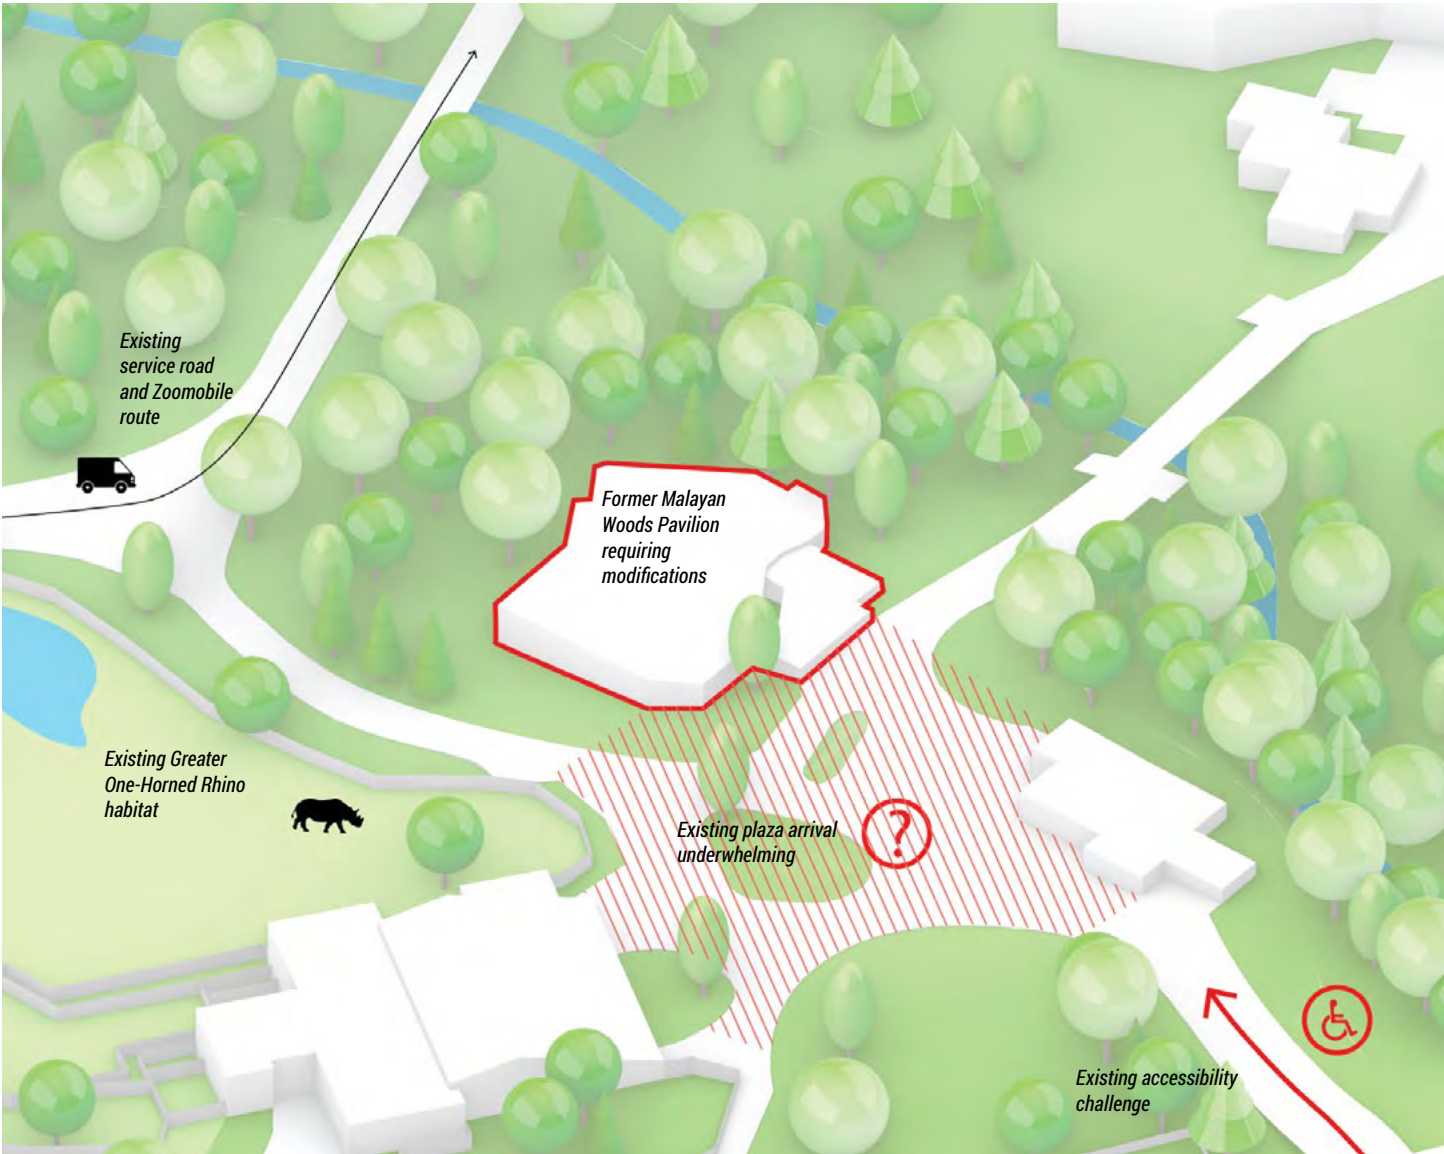 Existing
service road
and Zoomobile
route
Former Malayan
Woods Pavilion
requiring
modifications
Existing Greater
One-Horned Rhino
habitat
Existing plaza arrival
underwhelming
?
Existing accessibility
challenge